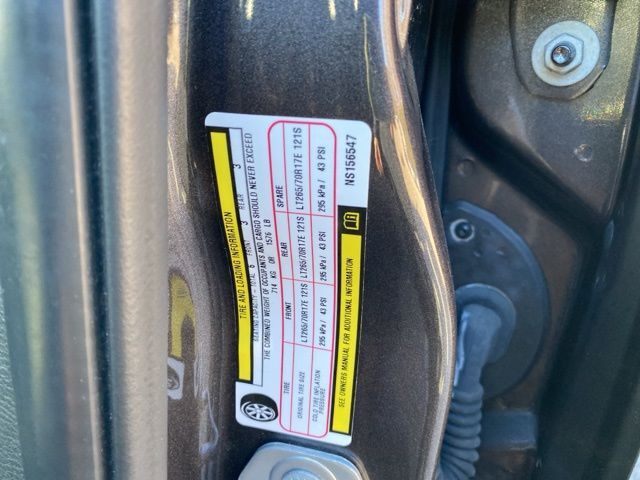 TIRE AND LOADING INFORMATION
SEATING CAPACITY - TOTAL 6 FRONT 3 REAR 3
THE COMBINED WEIGHT OF OCCUPANTS AND CARGO SHOULD NEVER EXCEED
714 KG OR 1576 LB
TIRE FRONT REAR SPARE
ORIGINAL TIRE SIZE LT265/70R17E 121S LT265/70R17E 121S LT265/70R17E 121S
COLD TIRE INFLATION
PRESSURE
295 kPa / 43 PSI 295 kPa / 43 PSI 295 kPa / 43 PSI
SEE OWNERS MANUAL FOR ADDITIONAL INFORMATION
NS156547